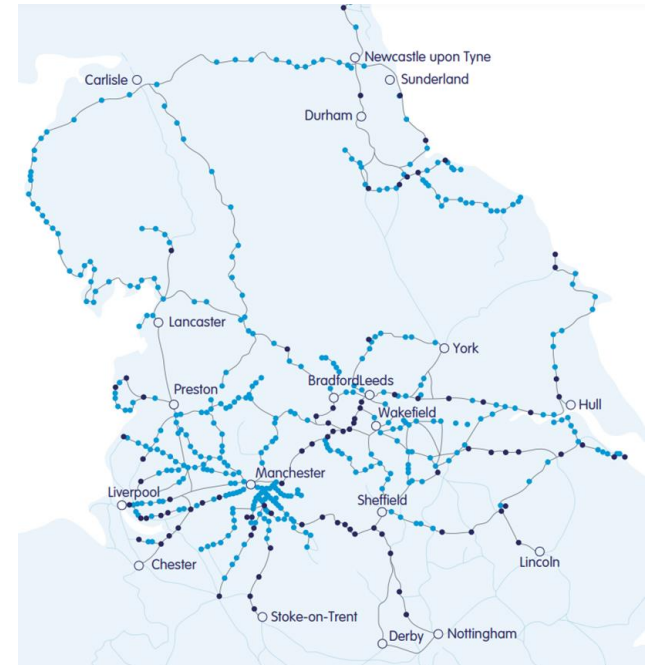 Newcastle upon Tyne
Carlisle
Sunderland
Durham
Lancaster
York
Preston
Bradford
Leeds
Hull
Wakefield
Manchester
Liverpool
Sheffield
Chester
Lincoln
Stoke-on-Trent
Derby
Nottingham